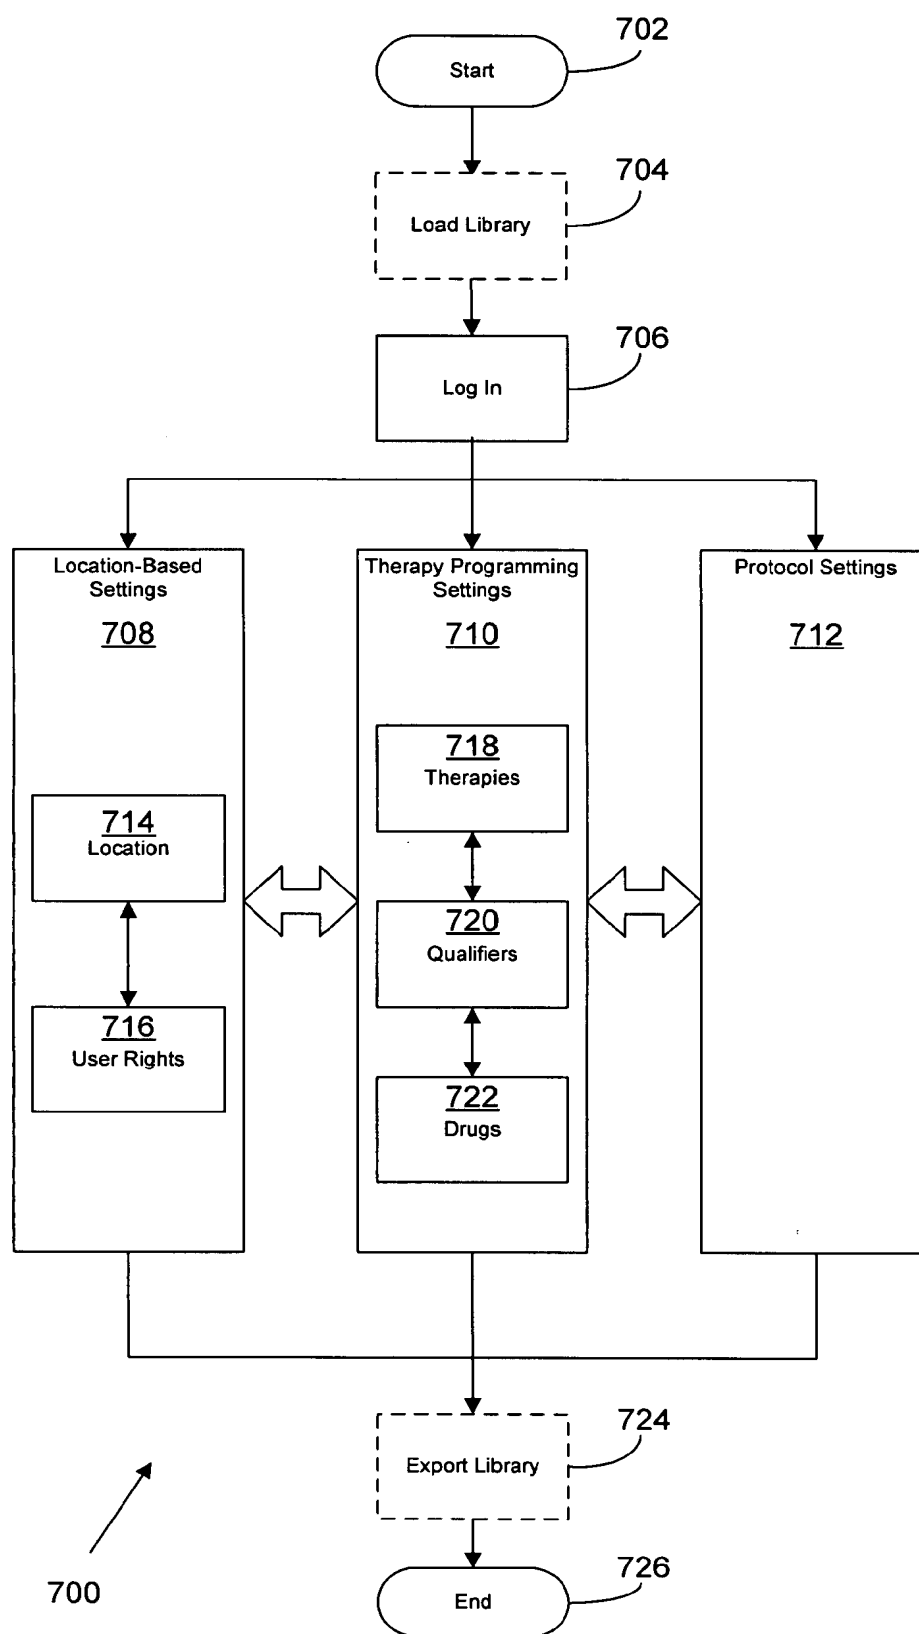 702
Start
704
Load Library
706
Log In
Location-Based
Settings
708
Therapy Programming
Settings
710
Protocol Settings
712
718
Therapies
714
Location
720
Qualifiers
716
User Rights
722
Drugs
724
Export Library
726
End
700